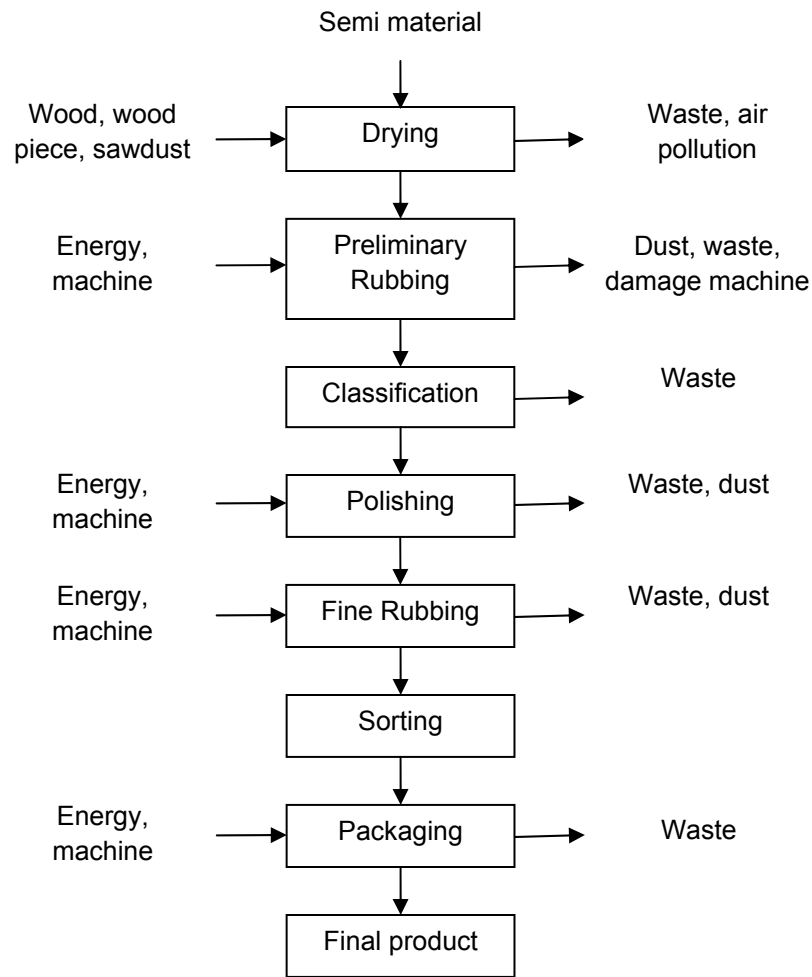 Semi material
Wood, wood
piece, sawdust
Drying
Waste, air
pollution
Energy,
machine
Preliminary
Rubbing
Dust, waste,
damage machine
Classification
Waste
Energy,
machine
Polishing
Waste, dust
Energy,
machine
Fine Rubbing
Waste, dust
Sorting
Energy,
machine
Packaging
Waste
Final product